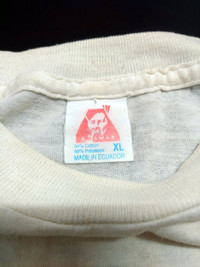 50% Cotton XL
50% Polyester
MADE IN ECUADOR